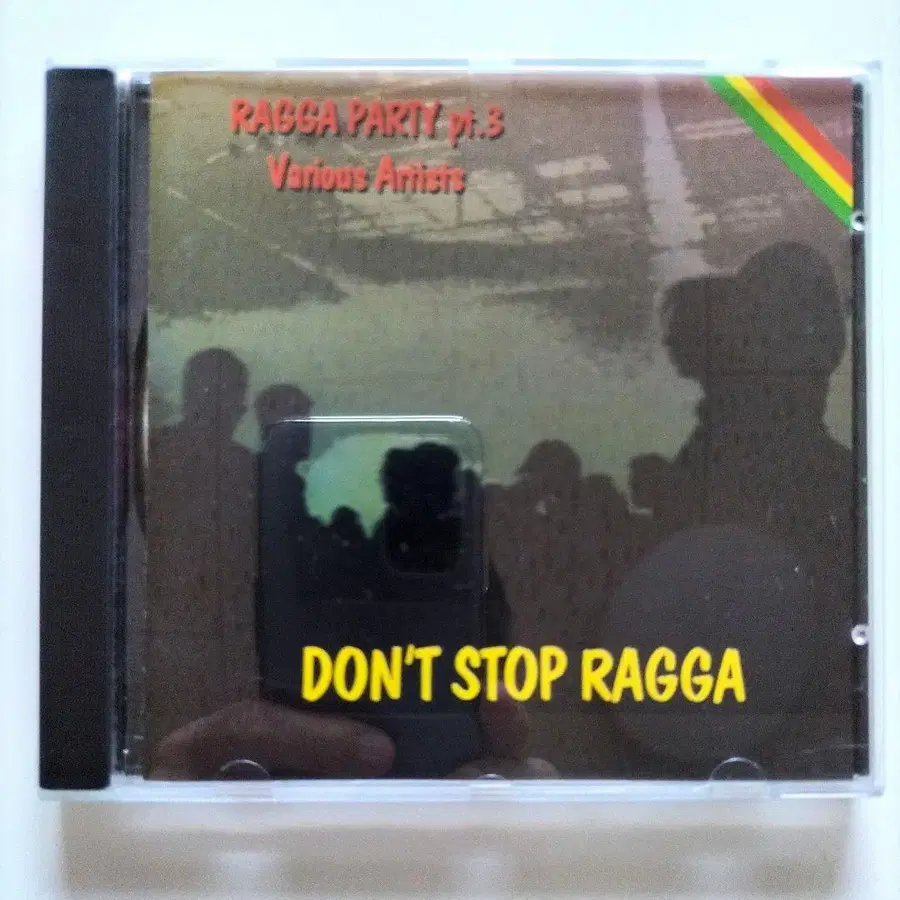 RAGGA PARTY pt.3
Various Artists
DON'T STOP RAGGA